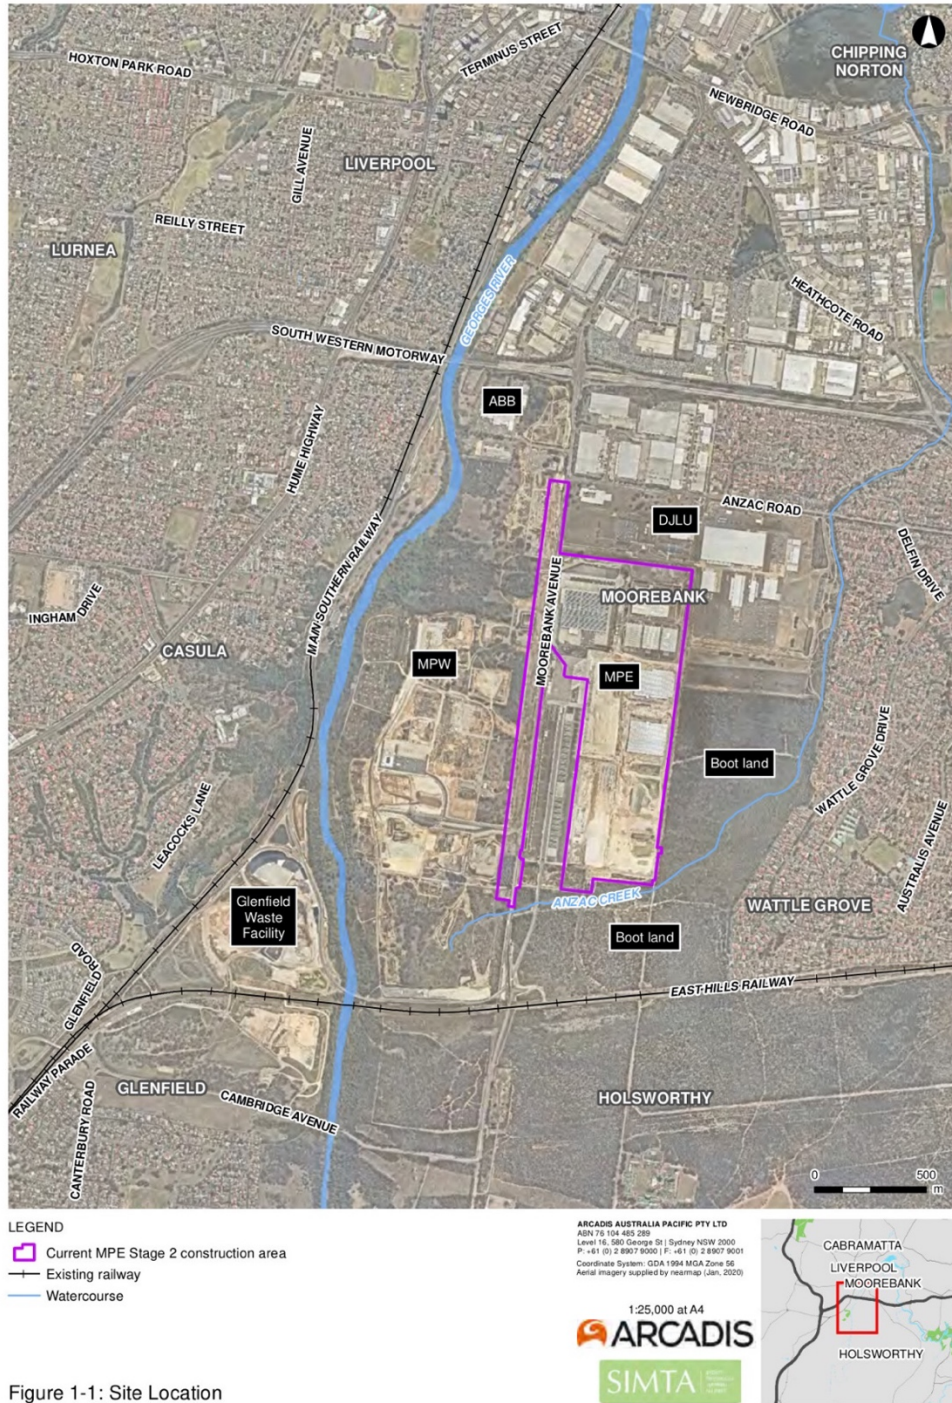 CHIPPING
NORTON
TERMINUS STREET
HOXTON PARK ROAD
NEWBRIDGE ROAD
GILL AVENUE
LIVERPOOL
REILLY STREET
LURNEA
GEORGES RIVER
HEATHCOTE ROAD
SOUTH WESTERN MOTORWAY
ABB
HUME HIGHWAY
ANZAC ROAD
DJLU
DELFIN DRIVE
MAIN SOUTHERN RAILWAY
MOOREBANK
INGHAM DRIVE
MOOREBANK AVENUE
CASULA
MPW
MPE
Boot land
WATTLE GROVE DRIVE
LEACOCKS LANE
AUSTRALIS AVENUE
Glenfield
Waste
Facility
ANZAC CREEK
WATTLE GROVE
Boot land
GLENFIELD ROAD
EAST HILLS RAILWAY
RAILWAY PARADE
GLENFIELD
CAMBRIDGE AVENUE
HOLSWORTHY
CANTERBURY ROAD
0 500
m
LEGEND
Current MPE Stage 2 construction area
Existing railway
Watercourse
ARCADIS AUSTRALIA PACIFIC PTY LTD
ABN 76 104 485 289
Level 16, 580 George St | Sydney NSW 2000
P: +61 (0) 2 8907 9000 | F: +61 (0) 2 8907 9001
Coordinate System: GDA 1994 MGA Zone 56
Aerial imagery supplied by nearmap (Jan, 2020)
1:25,000 at A4
ARCADIS
SIMTA
CABRAMATTA
LIVERPOOL
MOOREBANK
HOLSWORTHY
Figure 1-1: Site Location